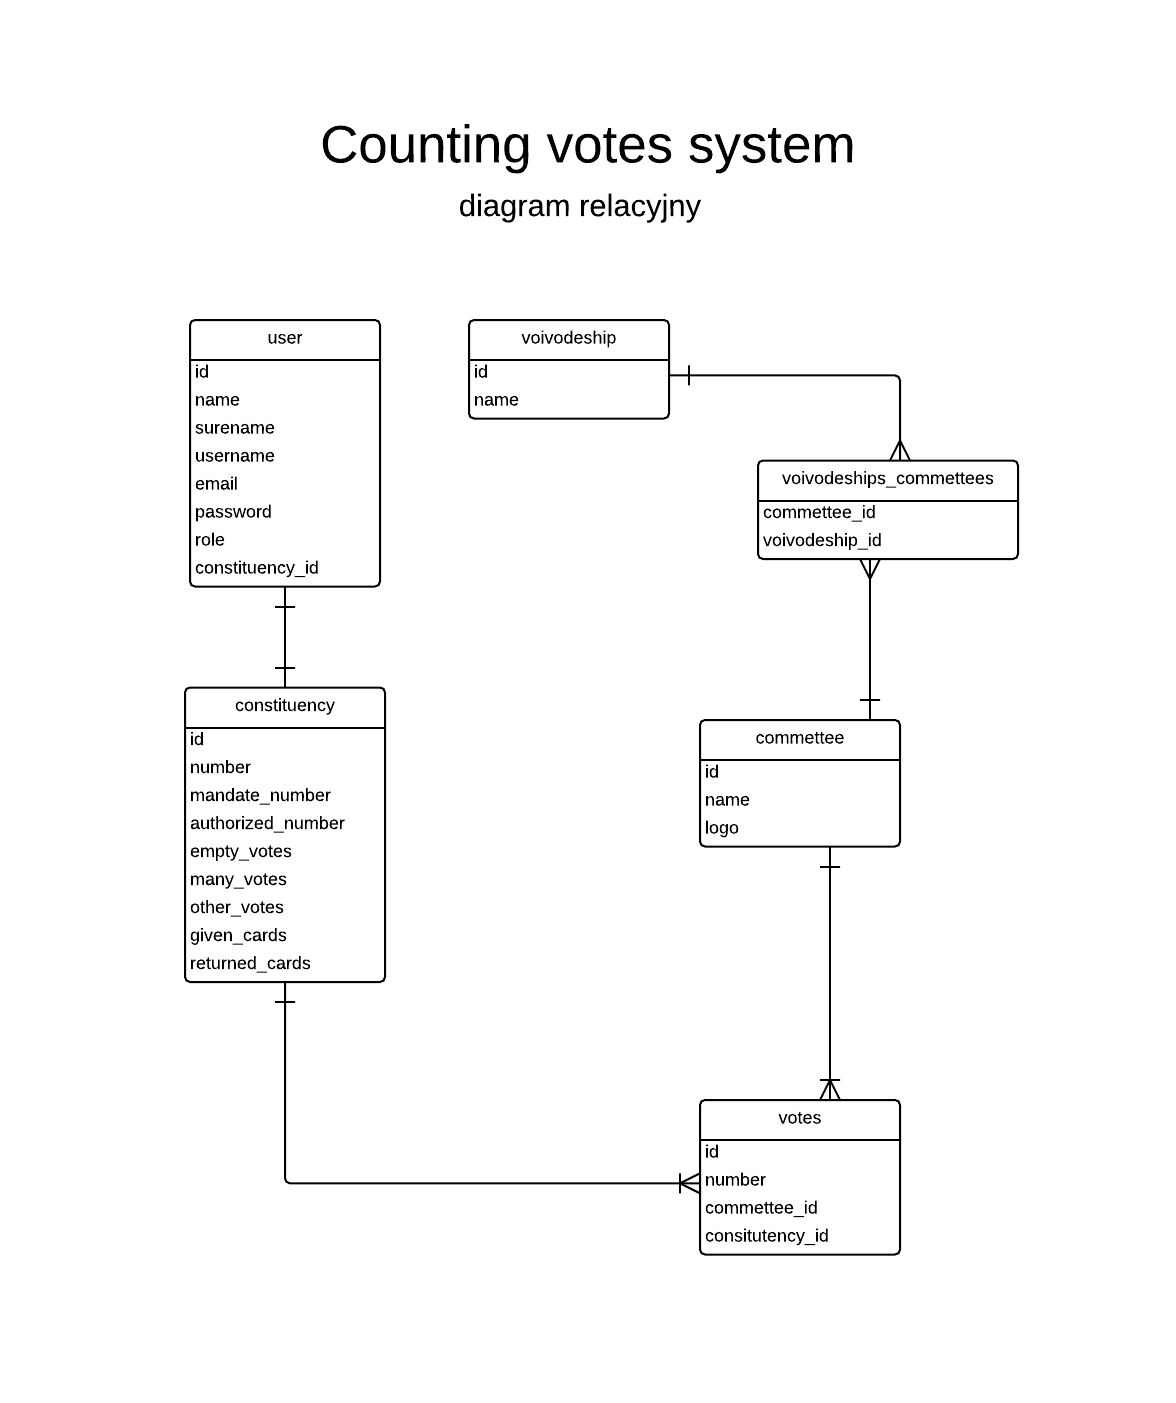 Counting votes system
diagram relacyjny
user
id
name
surename
username
email
password
role
constituency_id
voivodeship
id
name
voivodeships_commettees
commettee_id
voivodeship_id
constituency
id
number
mandate_number
authorized_number
empty_votes
many_votes
other_votes
given_cards
returned_cards
commettee
id
name
logo
votes
id
number
commettee_id
consitutency_id